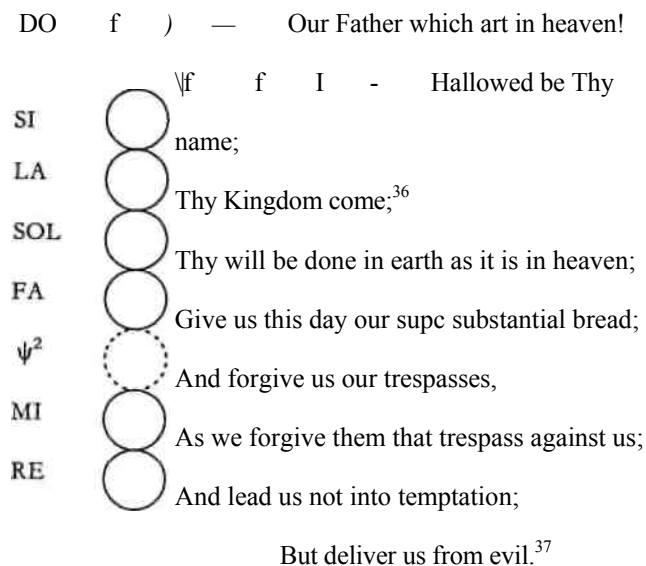 DO f ) — Our Father which art in heaven!
\|f f I - Hallowed be Thy
SI
name;
LA
Thy Kingdom come;36
SOL
Thy will be done in earth as it is in heaven;
FA
Give us this day our supc substantial bread;
ψ2
And forgive us our trespasses,
MI
As we forgive them that trespass against us;
RE
And lead us not into temptation;
But deliver us from evil.37